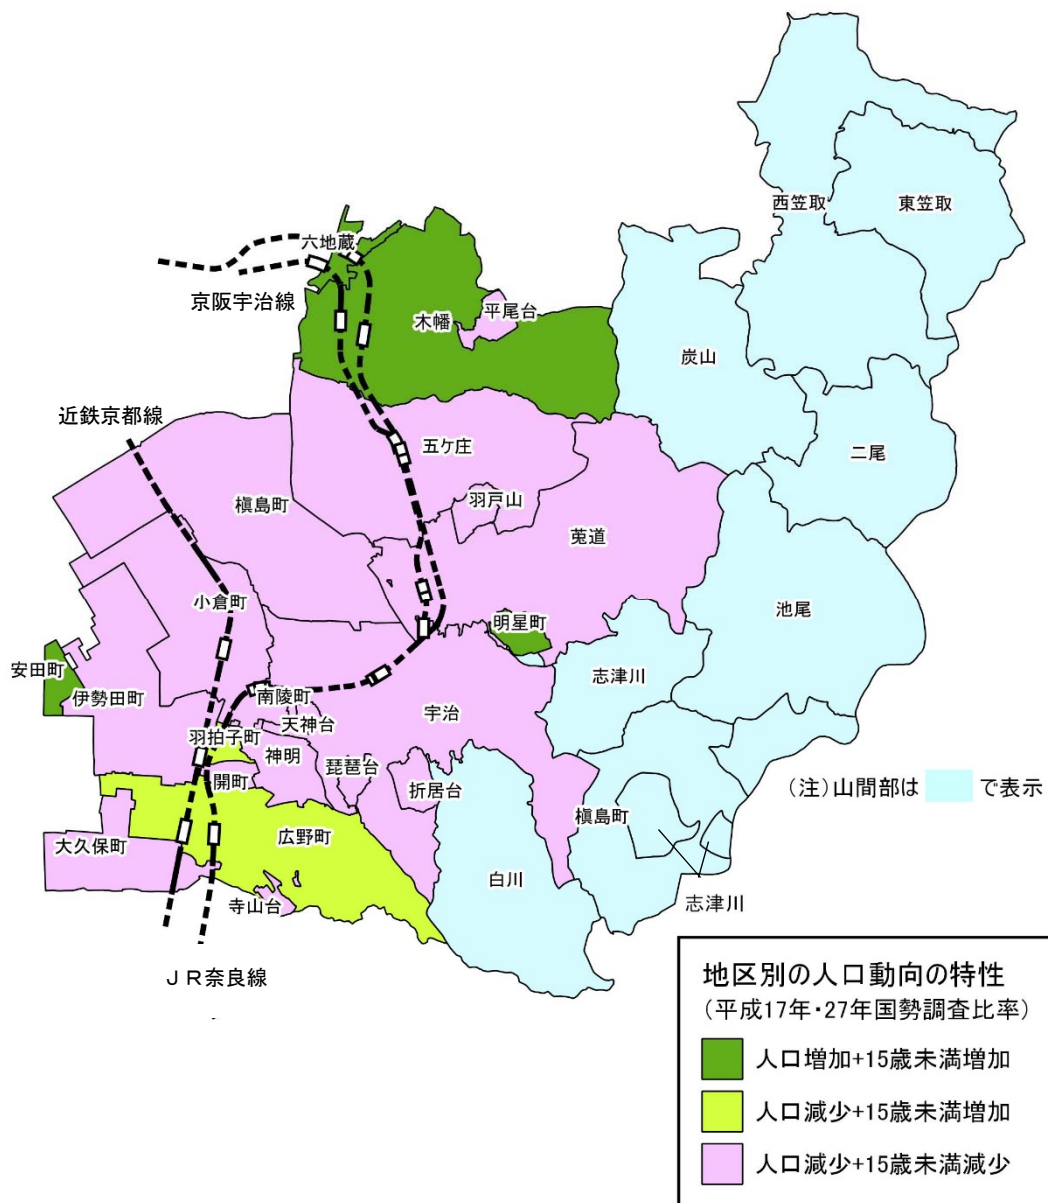 西笠取
東笠取
六地蔵
京阪宇治線
木幡
平尾台
炭山
近鉄京都線
二尾
五ケ庄
槇島町
羽戸山
莵道
池尾
小倉町
明星町
安田町
伊勢田町
志津川
南陵町
天神台
宇治
羽拍子町
神明
琵琶台
開町
折居台
(注)山間部は で表示
槇島町
広野町
大久保町
白川
志津川
寺山台
JR奈良線
地区別の人口動向の特性
(平成17年・27年国勢調査比率)
人口増加+15歳未満増加
人口減少+15歳未満増加
人口減少+15歳未満減少